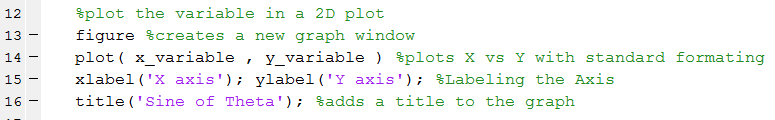 12 %plot the variable in a 2D plot
13 – figure %creates a new graph window
14 – plot( x_variable , y_variable ) %plots X vs Y with standard formating
15 – xlabel('X axis'); ylabel('Y axis'); %Labeling the Axis
16 – title('Sine of Theta'); %adds a title to the graph